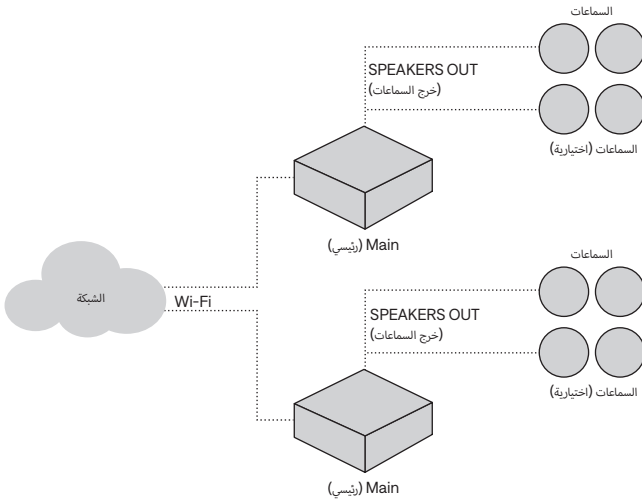 السماعات
SPEAKERS OUT
(خرج السماعات)
السماعات (اختيارية)
Main (رئيسي)
السماعات
الشبكة
Wi-Fi
SPEAKERS OUT
(خرج السماعات)
السماعات (اختيارية)
Main (رئيسي)